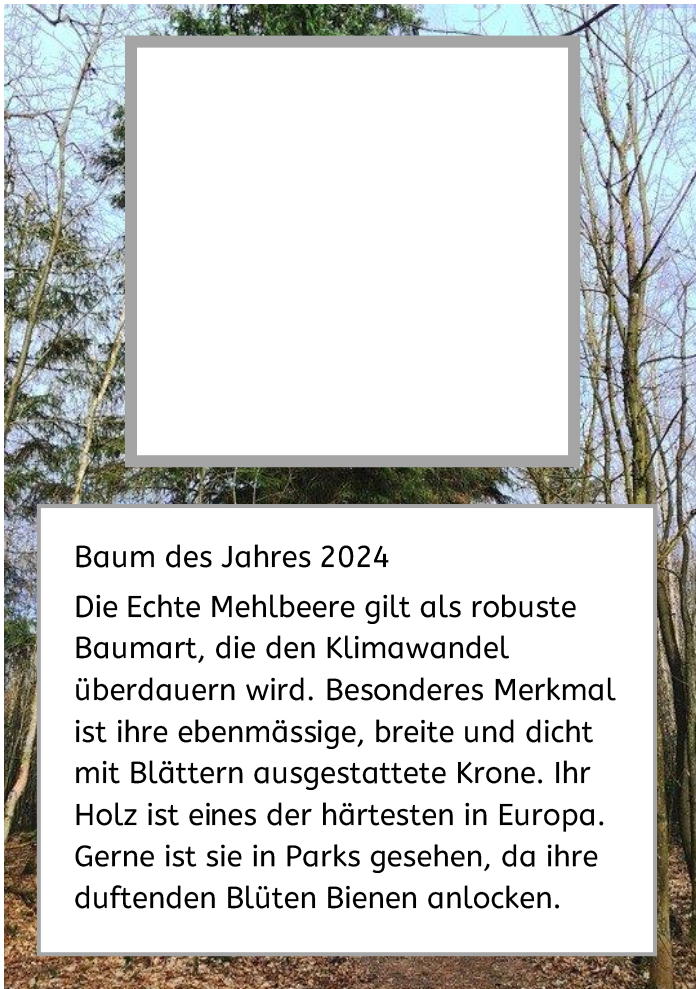 Baum des Jahres 2024
Die Echte Mehlbeere gilt als robuste
Baumart, die den Klimawandel
überdauern wird. Besonderes Merkmal
ist ihre ebenmässige, breite und dicht
mit Blättern ausgestattete Krone. Ihr
Holz ist eines der härtesten in Europa.
Gerne ist sie in Parks gesehen, da ihre
duftenden Blüten Bienen anlocken.